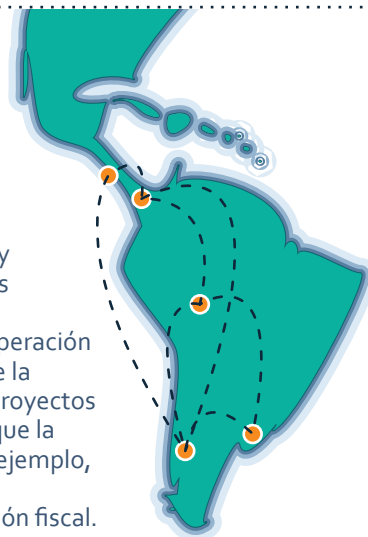 y
s
peración
e la
royectos
que la
ejemplo,
ón fiscal.